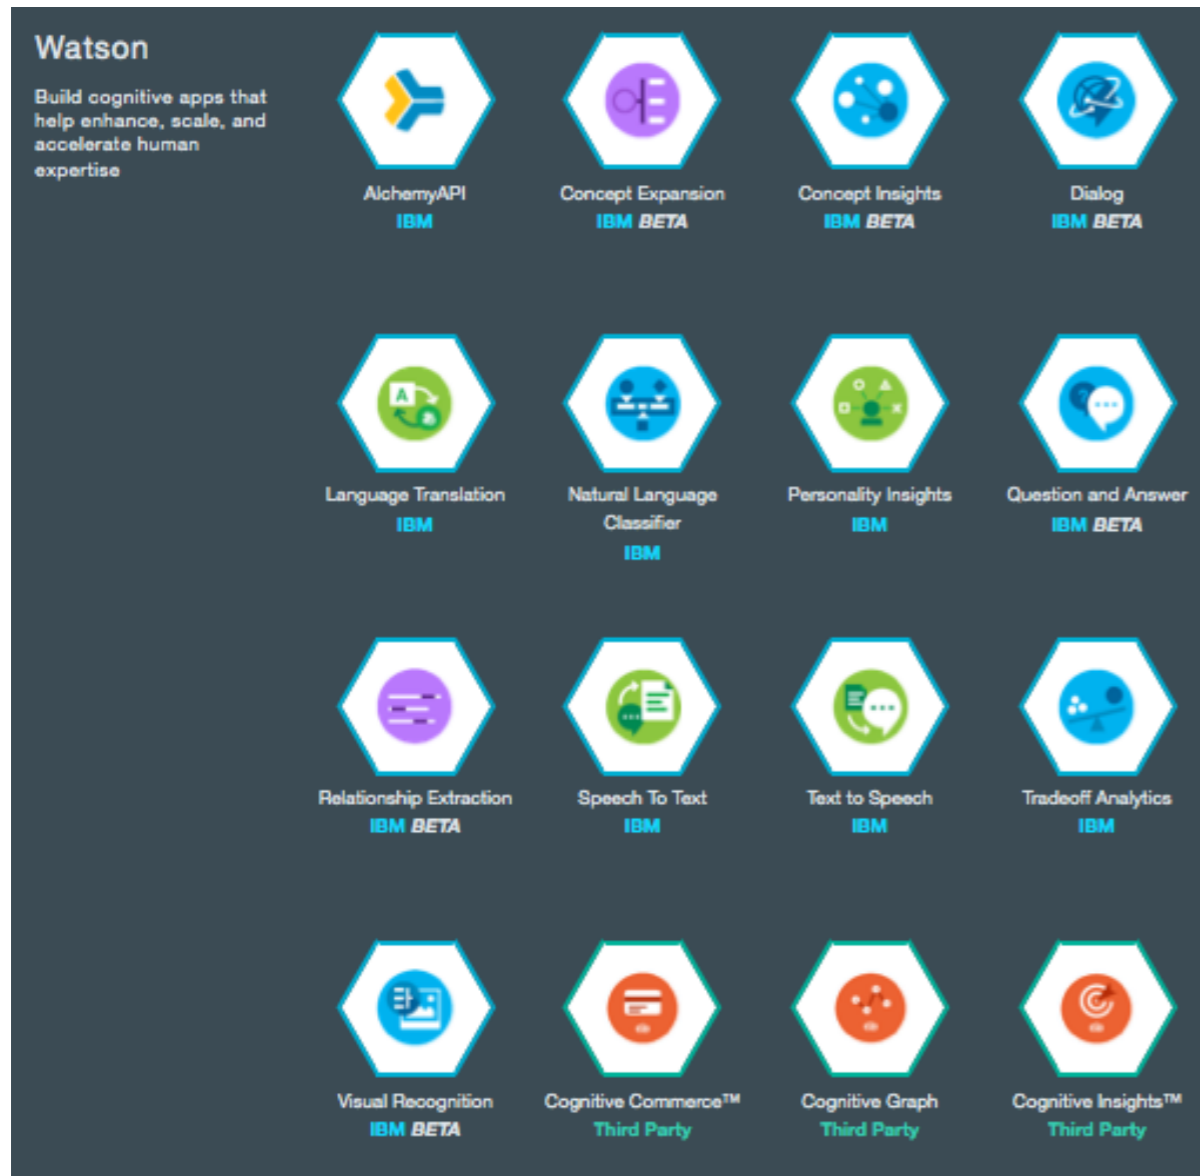 Watson
Build cognitive apps that
help enhance, scale, and
accelerate human
expertise
AlchemyAPI
IBM
Concept Expansion
IBM BETA
Concept Insights
IBM BETA
Dialog
IBM BETA
A
Language Translation
IBM
Natural Language
Classifier
IBM
Personality Insights
IBM
?
Question and Answer
IBM BETA
Relationship Extraction
IBM BETA
Speech To Text
IBM
Text to Speech
IBM
Tradeoff Analytics
IBM
Visual Recognition
IBM BETA
Cognitive Commerce™
Third Party
Cognitive Graph
Third Party
Cognitive Insights™
Third Party